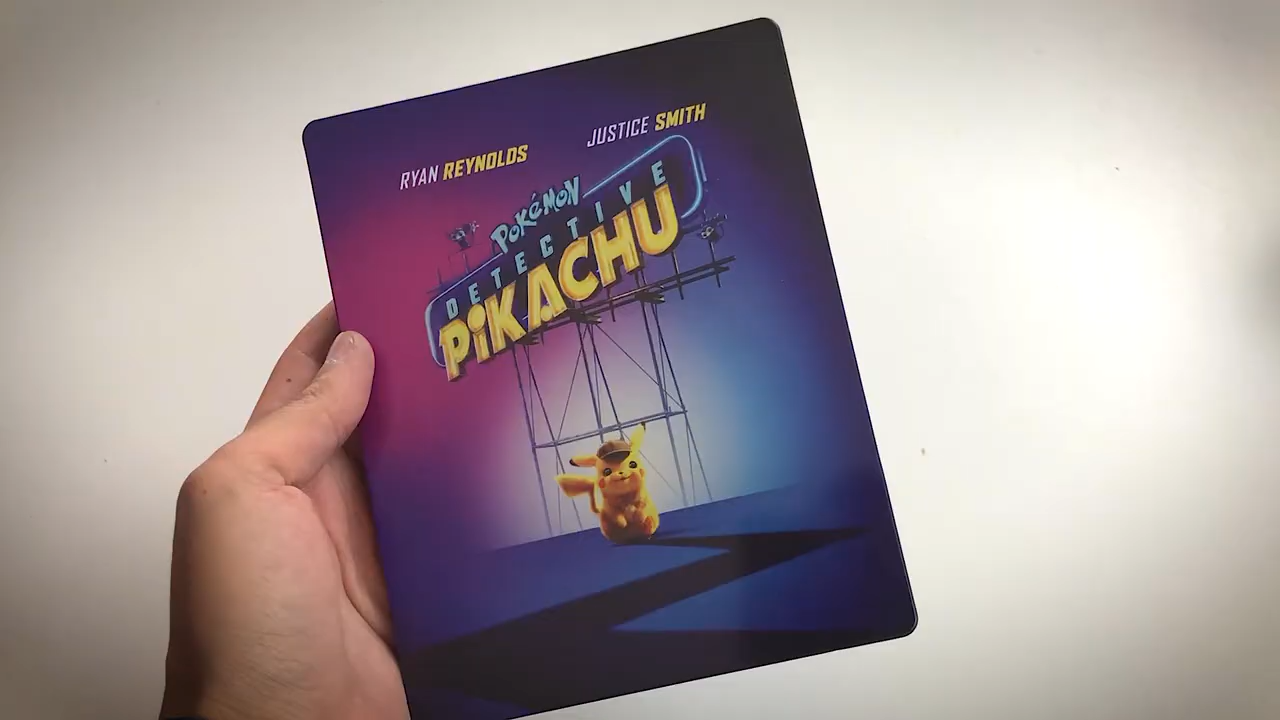 RYAN REYNOLDS
JUSTICE SMITH
POKéMON
DETECTIVE
PiKACHU